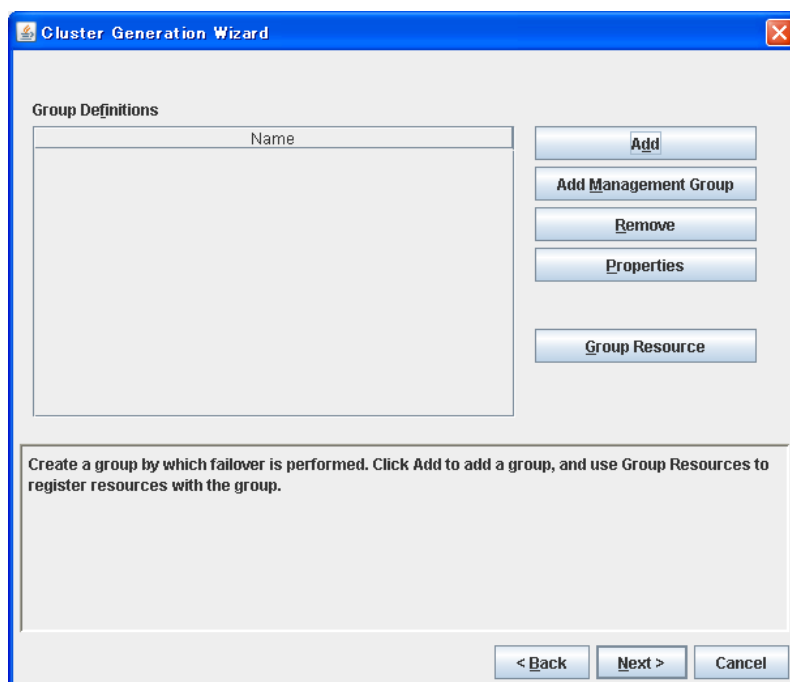 Cluster Generation Wizard
Group Definitions
Name
Add
Add Management Group
Remove
Properties
Group Resource
Create a group by which failover is performed. Click Add to add a group, and use Group Resources to
register resources with the group.
< Back
Next >
Cancel